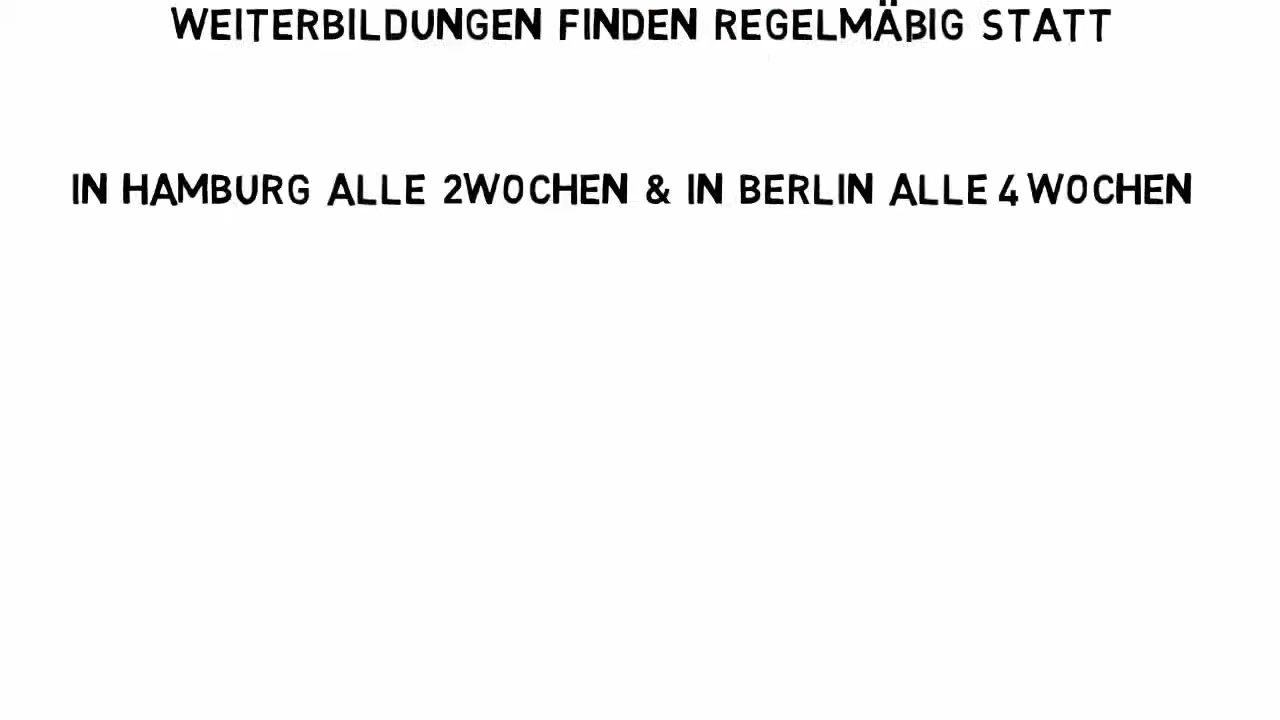 WEITERBILDUNGEN FINDEN REGELMÄßIG STATT
IN HAMBURG ALLE 2WOCHEN & IN BERLIN ALLE 4 WOCHEN